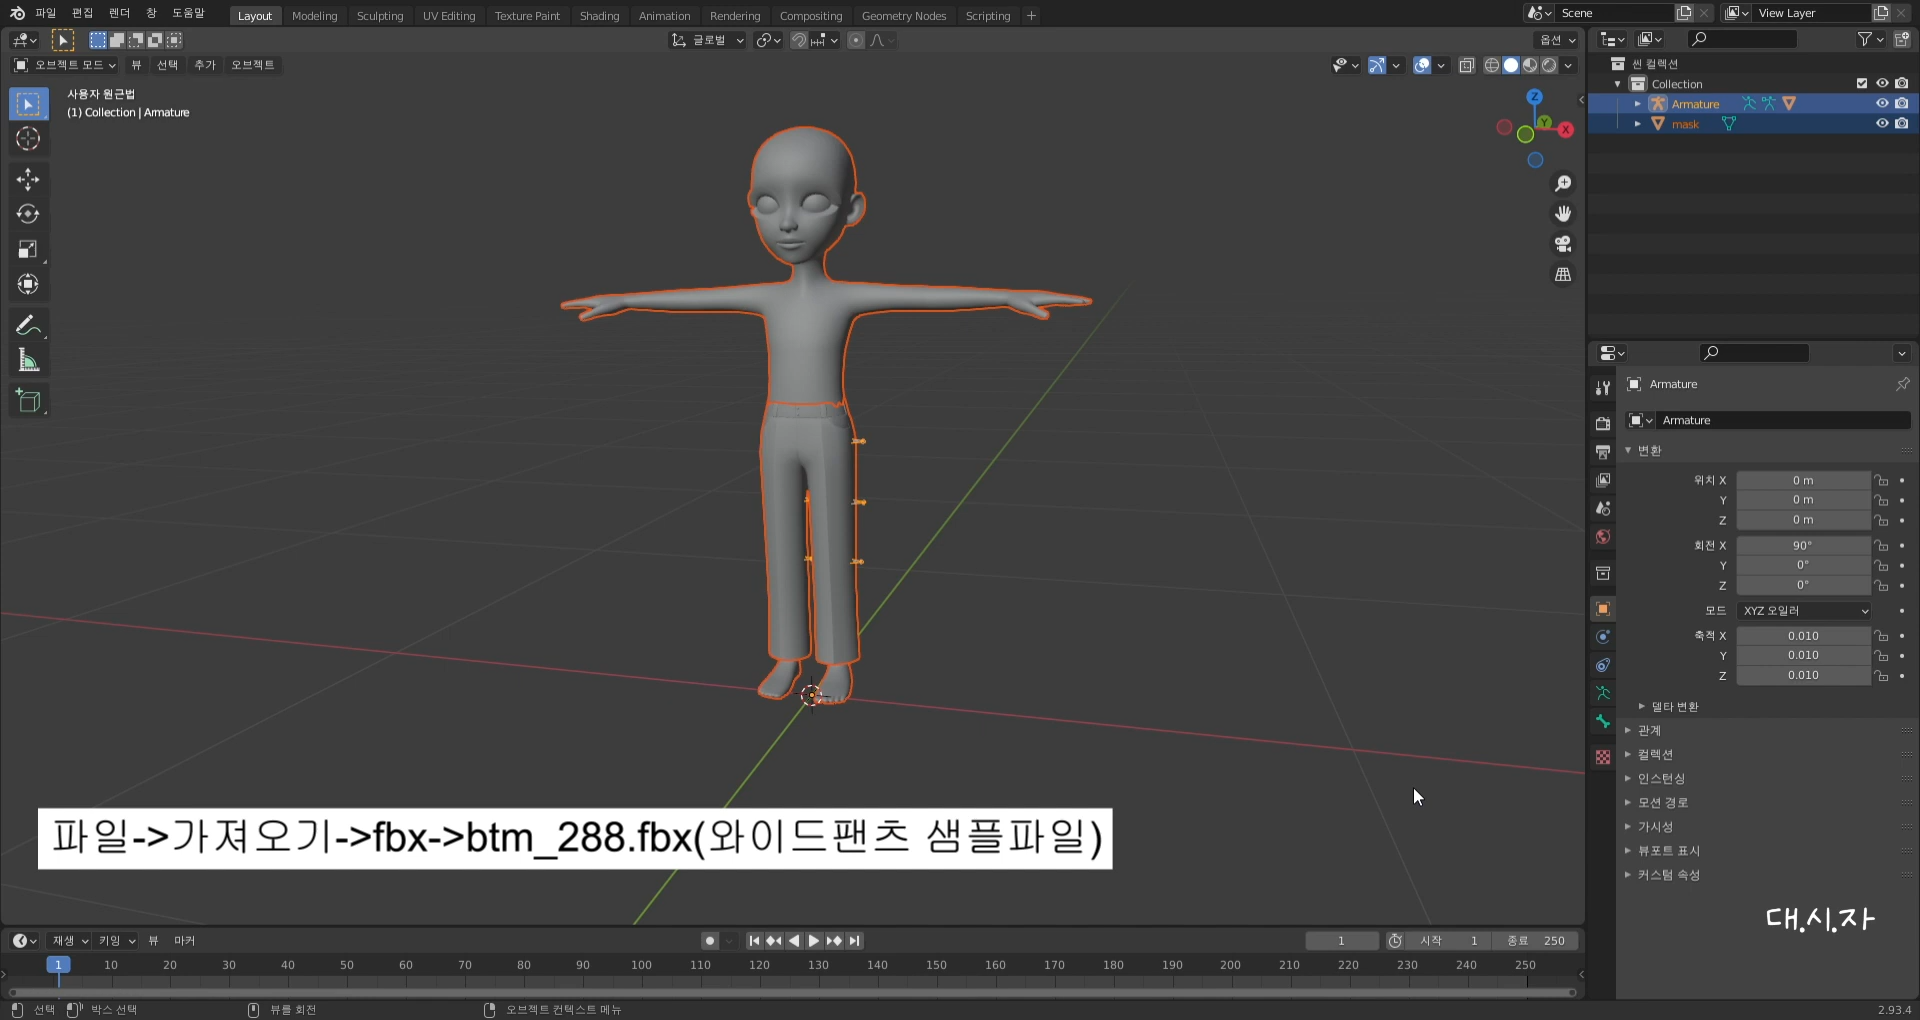 파일 편집 렌더 창 도움말 Layout Modeling Sculpting UV Editing Texture Paint Shading Animation Rendering Compositing Geometry Nodes Scripting + Scene View Layer
글로벌 옵션
오브젝트 모드 뷰 선택 추가 오브젝트
사용자 원근법
(1) Collection | Armature
Z
Y
X
씬 컬렉션
Collection
Armature
mask
Armature
Armature
변환
위치 X 0 m
Y 0 m
Z 0 m
회전 X 90°
Y 0°
Z 0°
모드 XYZ 오일러
축적 X 0.010
Y 0.010
Z 0.010
델타 변환
관계
컬렉션
인스턴싱
모션 경로
가시성
뷰포트 표시
커스텀 속성
파일->가져오기->fbx->btm_288.fbx(와이드팬츠 샘플파일)
대.시.자
재생 키잉 뷰 마커 1 시작 1 종료 250
1 10 20 30 40 50 60 70 80 90 100 110 120 130 140 150 160 170 180 190 200 210 220 230 240 250
선택 박스 선택 뷰를 회전 오브젝트 컨텍스트 메뉴 2.93.4